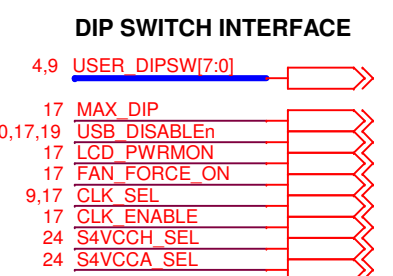 DIP SWITCH INTERFACE
4,9 USER_DIPSW[7:0]
17 MAX_DIP
0,17,19 USB_DISABLEn
17 LCD_PWRMON
17 FAN_FORCE_ON
9,17 CLK_SEL
17 CLK_ENABLE
24 S4VCCH_SEL
24 S4VCCA_SEL